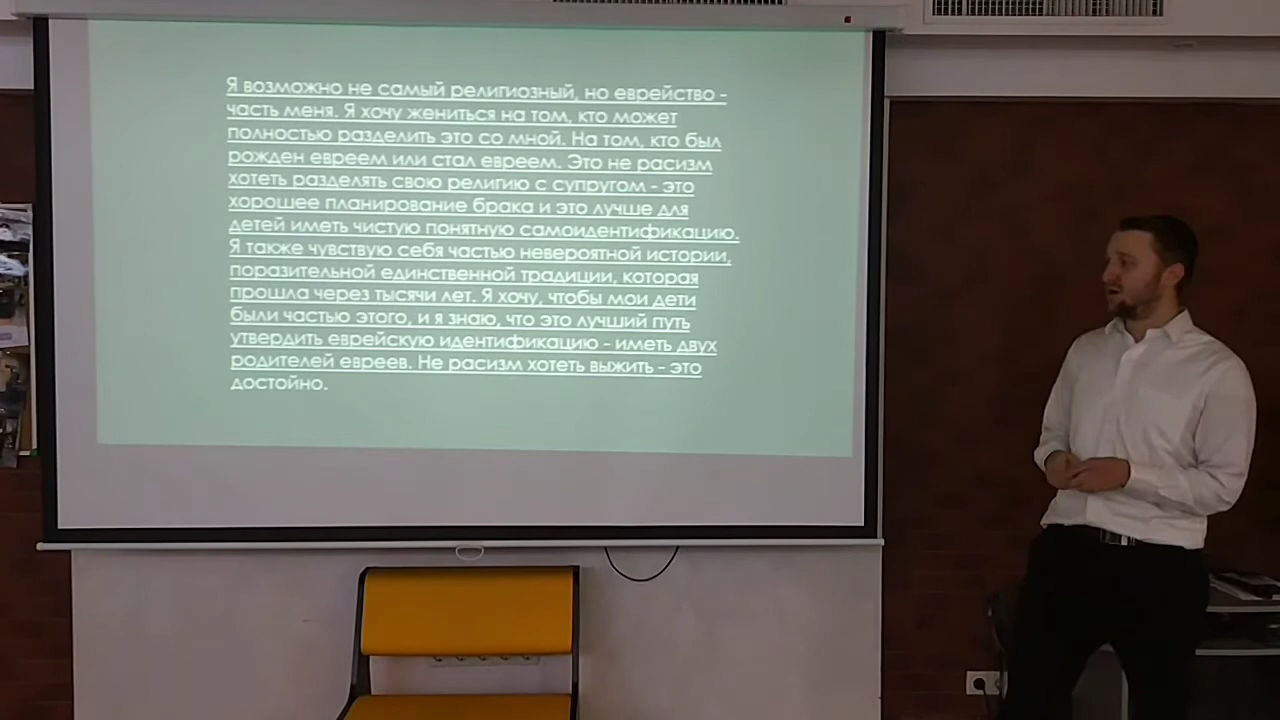 Я возможно не самый религиозный, но еврейство -
часть меня. Я хочу жениться на том, кто может
полностью разделить это со мной. На том, кто был
рожден евреем или стал евреем. Это не расизм
хотеть разделять свою религию с супругом - это
хорошее планирование брака и это лучше для
детей иметь чистую понятную самоидентификацию.
Я также чувствую себя частью невероятной истории,
поразительной единственной традиции, которая
прошла через тысячи лет. Я хочу, чтобы мои дети
были частью этого, и я знаю, что это лучший путь
утвердить еврейскую идентификацию - иметь двух
родителей евреев. Не расизм хотеть выжить - это
достойно.